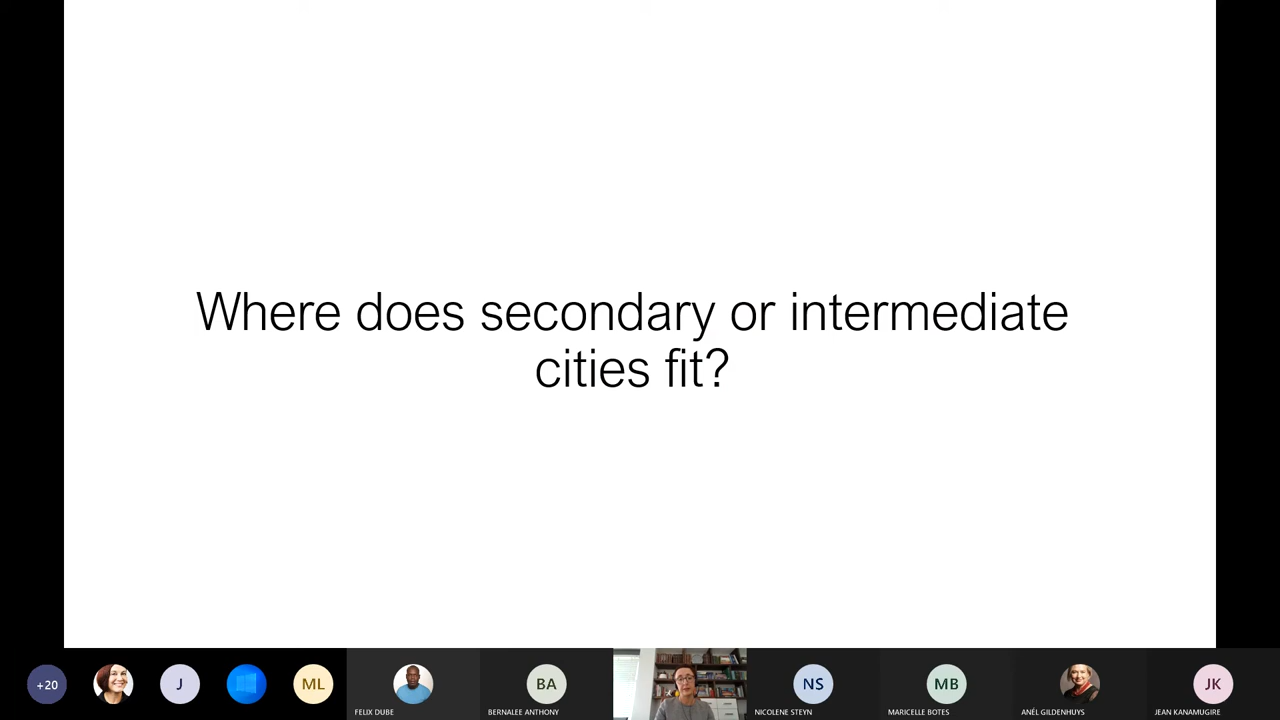 Where does secondary or intermediate
cities fit?
+20
J
ML
FELIX DUBE
BA
BERNALEE ANTHONY
NS
NICOLENE STEYN
MB
MARICELLE BOTES
ANÉL GILDENHUYS
JK
JEAN KANAMUGIRE